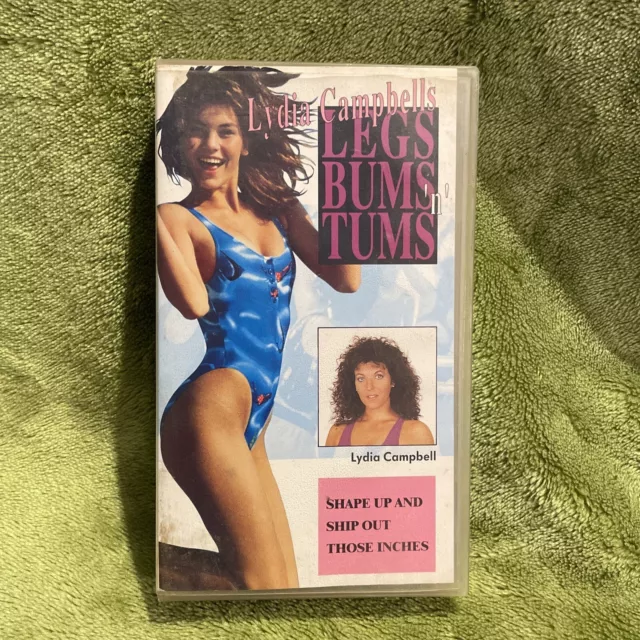 Lydia Campbells
LEGS
BUMS 'n'
TUMS
Lydia Campbell
SHAPE UP AND
SHIP OUT
THOSE INCHES